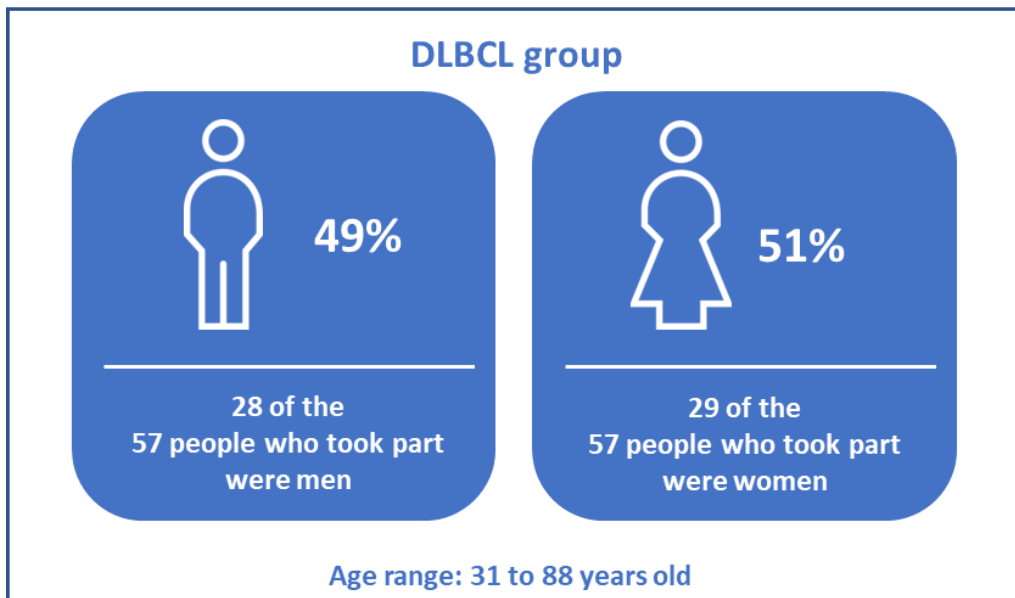 DLBCL group
49%
28 of the
57 people who took part
were men
51%
29 of the
57 people who took part
were women
Age range: 31 to 88 years old